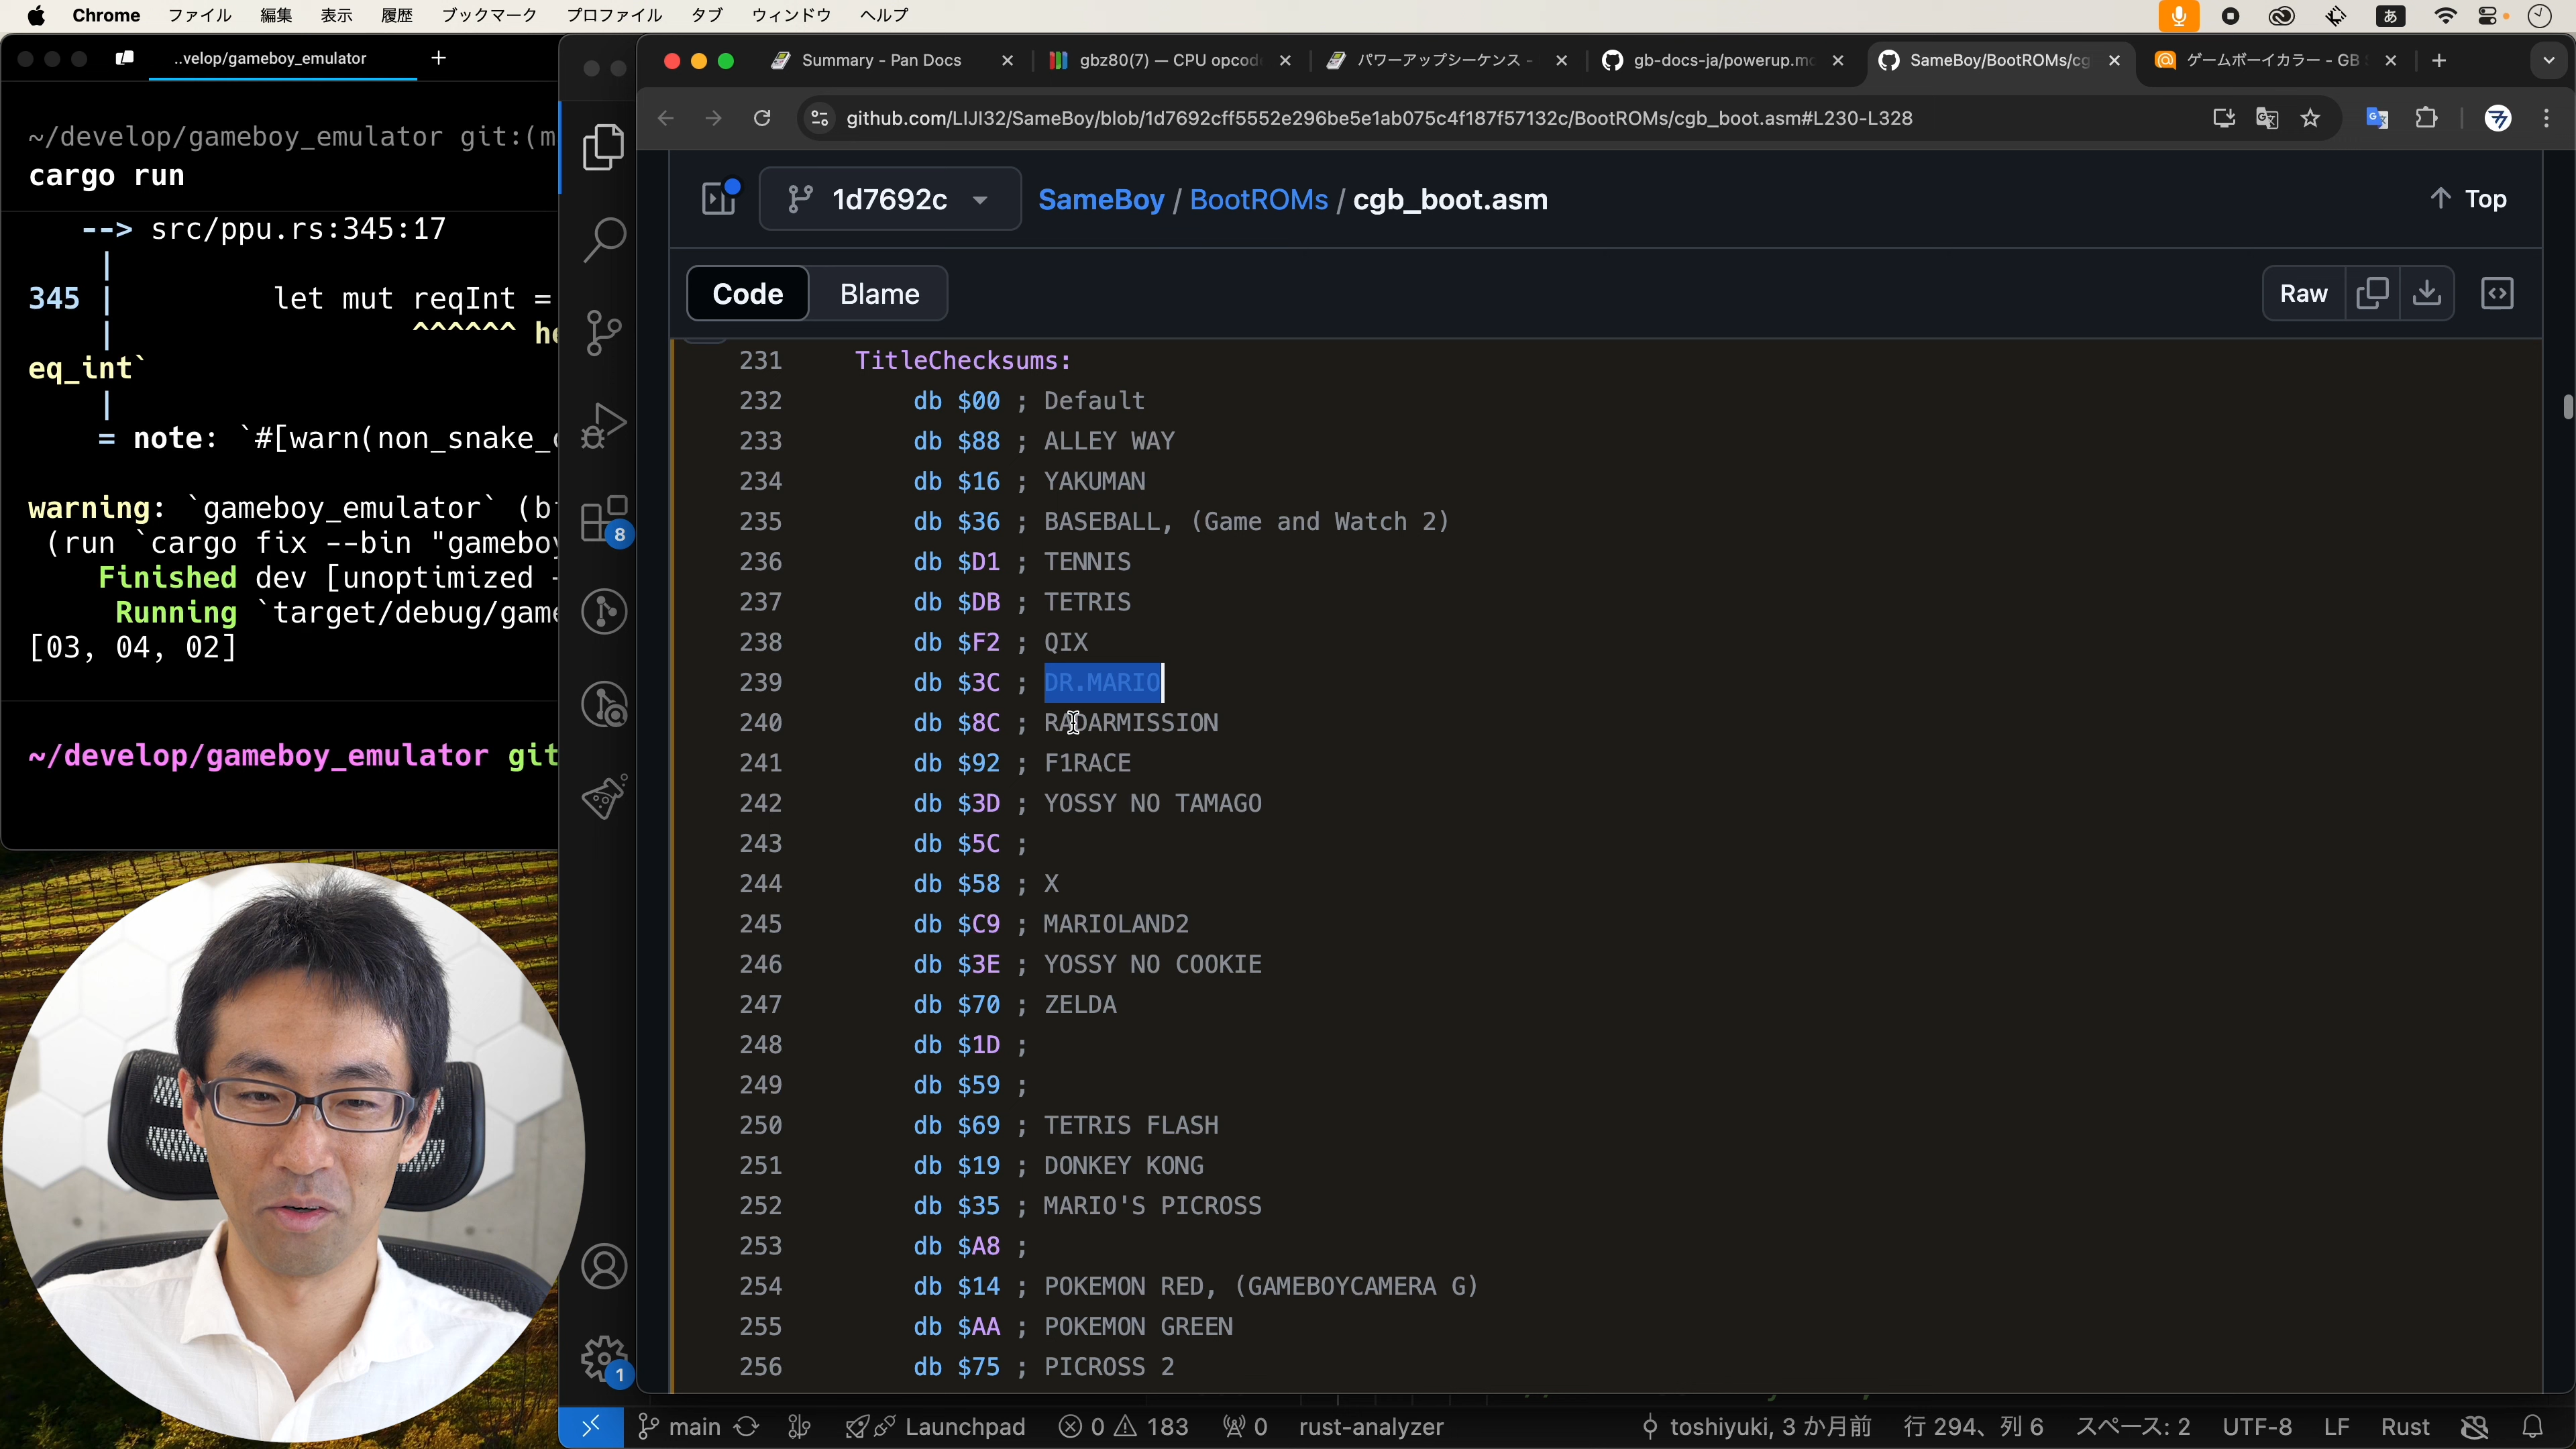 Chrome ファイル 編集 表示 履歴 ブックマーク プロファイル タブ ウィンドウ ヘルプ
あ
..velop/gameboy_emulator
~/develop/gameboy_emulator git:(m
cargo run
--> src/ppu.rs:345:17
|
345 | let mut reqInt =
| ^^^^^^ he
eq_int`
|
= note: `#[warn(non_snake_c
warning: `gameboy_emulator` (bi
(run `cargo fix --bin "gameboy
Finished dev [unoptimized +
Running `target/debug/game
[03, 04, 02]
~/develop/gameboy_emulator git
8
1
Summary - Pan Docs
gbz80(7) — CPU opcod
パワーアップシーケンス -
gb-docs-ja/powerup.md
SameBoy/BootROMs/cg
ゲームボーイカラー - GB
github.com/LIJI32/SameBoy/blob/1d7692cff5552e296be5e1ab075c4f187f57132c/BootROMs/cgb_boot.asm#L230-L328
1d7692c
SameBoy / BootROMs / cgb_boot.asm
Top
Code Blame
Raw
231 TitleChecksums:
232 db $00 ; Default
233 db $88 ; ALLEY WAY
234 db $16 ; YAKUMAN
235 db $36 ; BASEBALL, (Game and Watch 2)
236 db $D1 ; TENNIS
237 db $DB ; TETRIS
238 db $F2 ; QIX
239 db $3C ; DR.MARIO
240 db $8C ; RADARMISSION
241 db $92 ; F1RACE
242 db $3D ; YOSSY NO TAMAGO
243 db $5C ;
244 db $58 ; X
245 db $C9 ; MARIOLAND2
246 db $3E ; YOSSY NO COOKIE
247 db $70 ; ZELDA
248 db $1D ;
249 db $59 ;
250 db $69 ; TETRIS FLASH
251 db $19 ; DONKEY KONG
252 db $35 ; MARIO'S PICROSS
253 db $A8 ;
254 db $14 ; POKEMON RED, (GAMEBOYCAMERA G)
255 db $AA ; POKEMON GREEN
256 db $75 ; PICROSS 2
main Launchpad 0 183 0 rust-analyzer toshiyuki, 3 か月前 行 294、列 6 スペース: 2 UTF-8 LF Rust